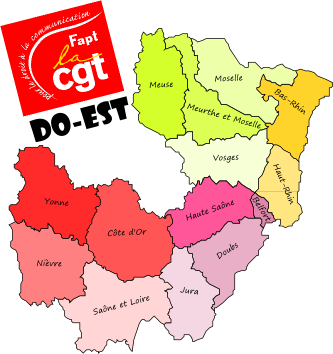 pour le droit à la communication
Fapt
la
cgt
DO-EST
Meuse
Moselle
Meurthe et Moselle
Bas-Rhin
Vosges
Haut-Rhin
Yonne
Côte d'Or
Haute Saône
Belfort
Nièvre
Doubs
Saône et Loire
Jura